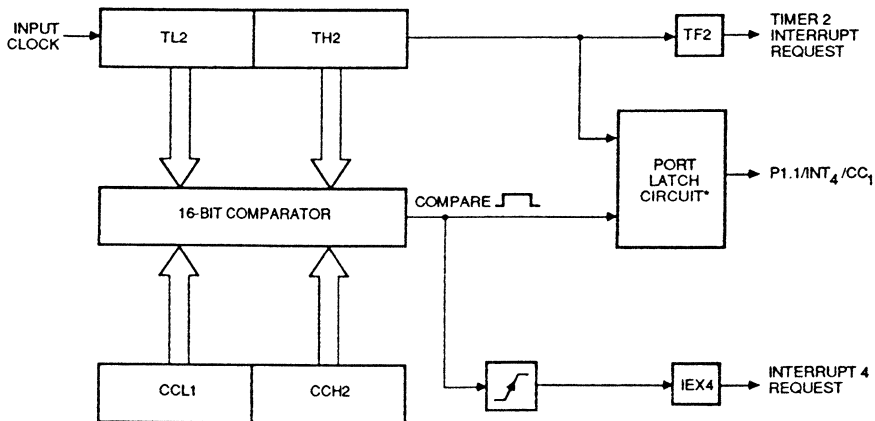 INPUT
CLOCK
TL2
TH2
TF2
TIMER 2
INTERRUPT
REQUEST
PORT
LATCH
CIRCUIT*
P1.1/INT4/CC1
16-BIT COMPARATOR
COMPARE
CCL1
CCH2
IEX4
INTERRUPT 4
REQUEST